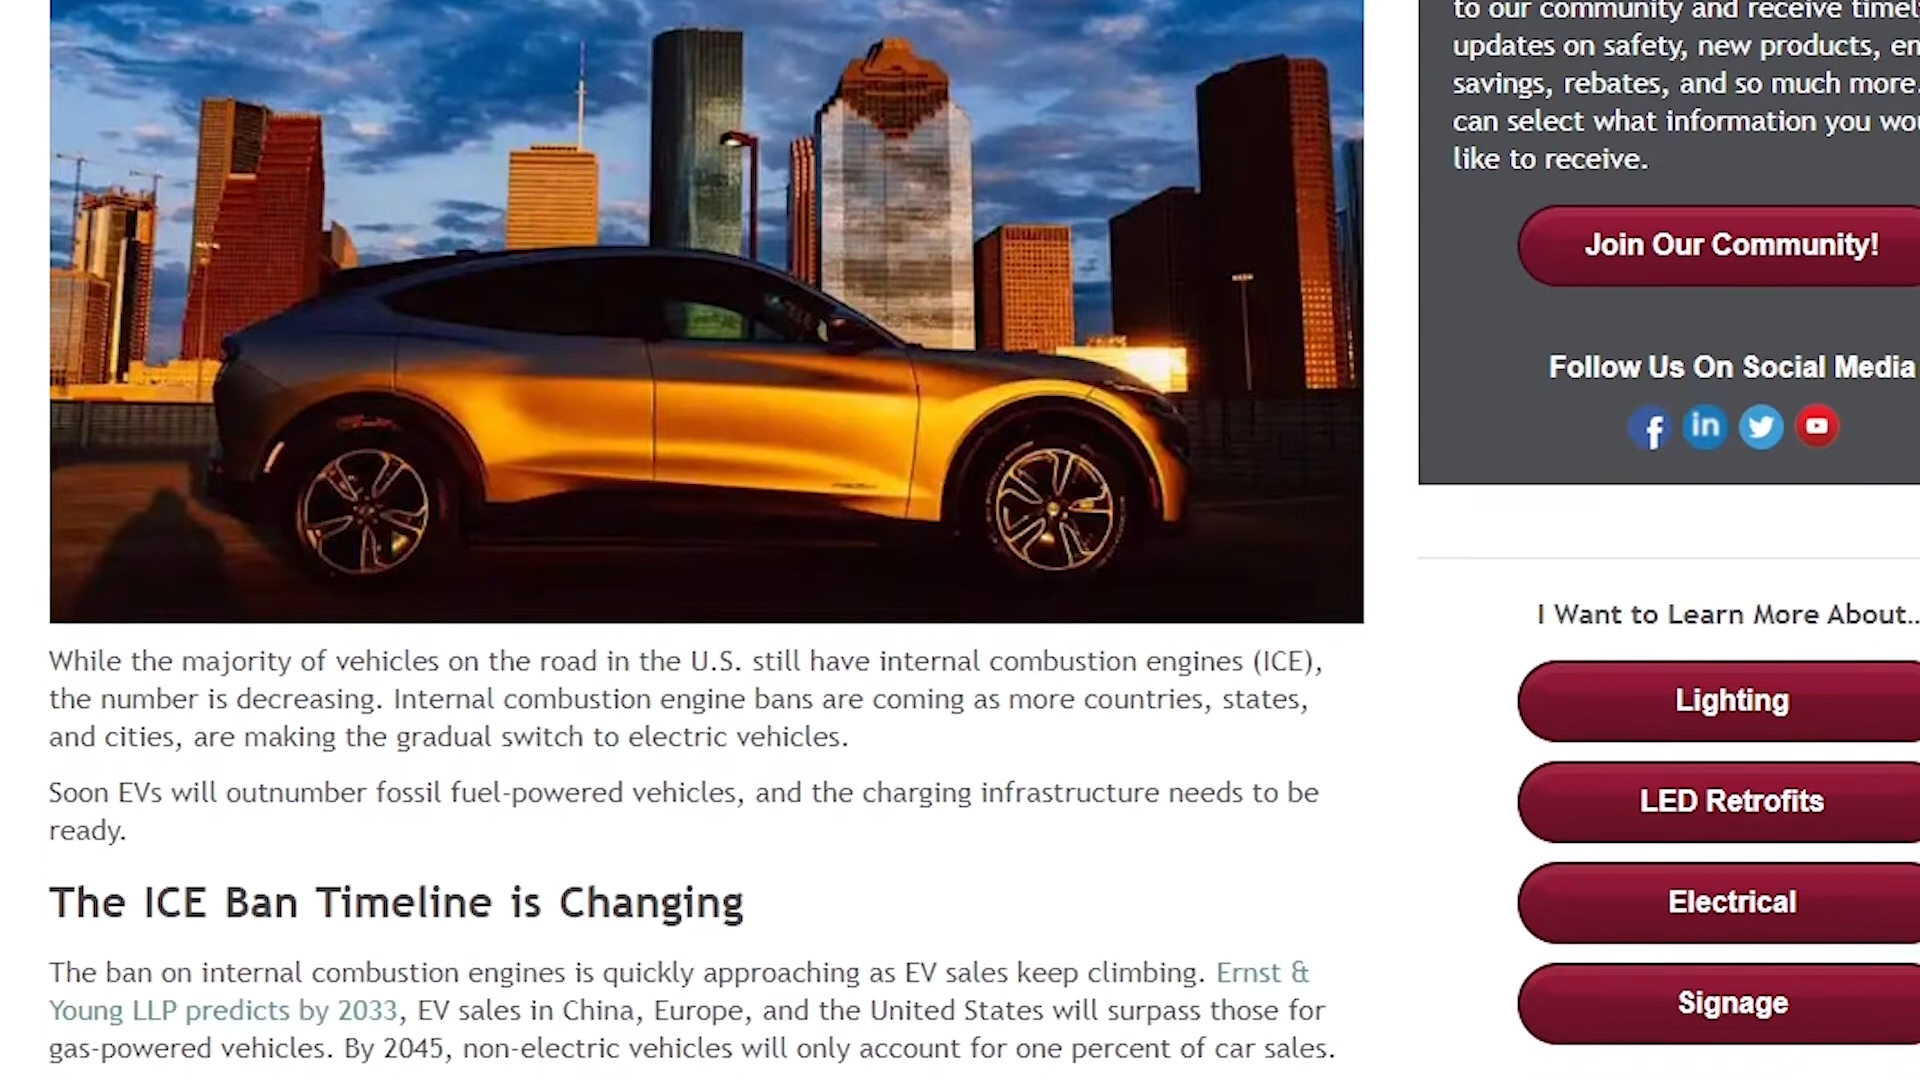 While the majority of vehicles on the road in the U.S. still have internal combustion engines (ICE),
the number is decreasing. Internal combustion engine bans are coming as more countries, states,
and cities, are making the gradual switch to electric vehicles.
Soon EVs will outnumber fossil fuel-powered vehicles, and the charging infrastructure needs to be
ready.
The ICE Ban Timeline is Changing
The ban on internal combustion engines is quickly approaching as EV sales keep climbing. Ernst &
Young LLP predicts by 2033, EV sales in China, Europe, and the United States will surpass those for
gas-powered vehicles. By 2045, non-electric vehicles will only account for one percent of car sales.
to our community and receive
updates on safety, new products,
savings, rebates, and so much more.
can select what information you
like to receive.
Join Our Community!
Follow Us On Social Media
f
in
I Want to Learn More About..
Lighting
LED Retrofits
Electrical
Signage